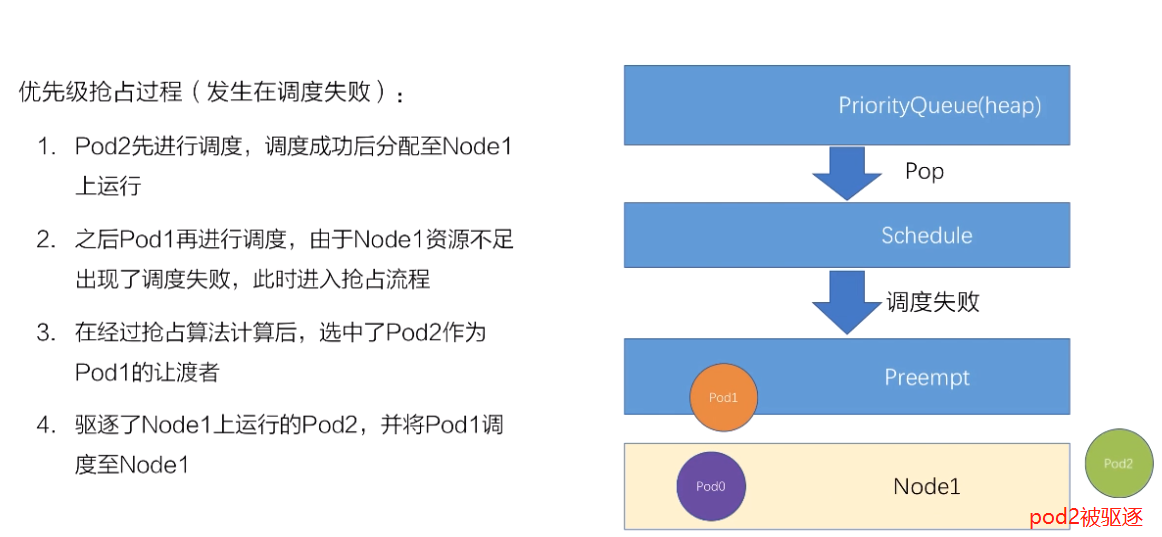 优先级抢占过程（发生在调度失败）：
1. Pod2先进行调度，调度成功后分配至Node1
上运行
2. 之后Pod1再进行调度，由于Node1资源不足
出现了调度失败，此时进入抢占流程
3. 在经过抢占算法计算后，选中了Pod2作为
Pod1的让渡者
4. 驱逐了Node1上运行的Pod2，并将Pod1调
度至Node1
PriorityQueue(heap)
Pop
Schedule
调度失败
Preempt
Pod1
Pod0
Node1
Pod2
pod2被驱逐